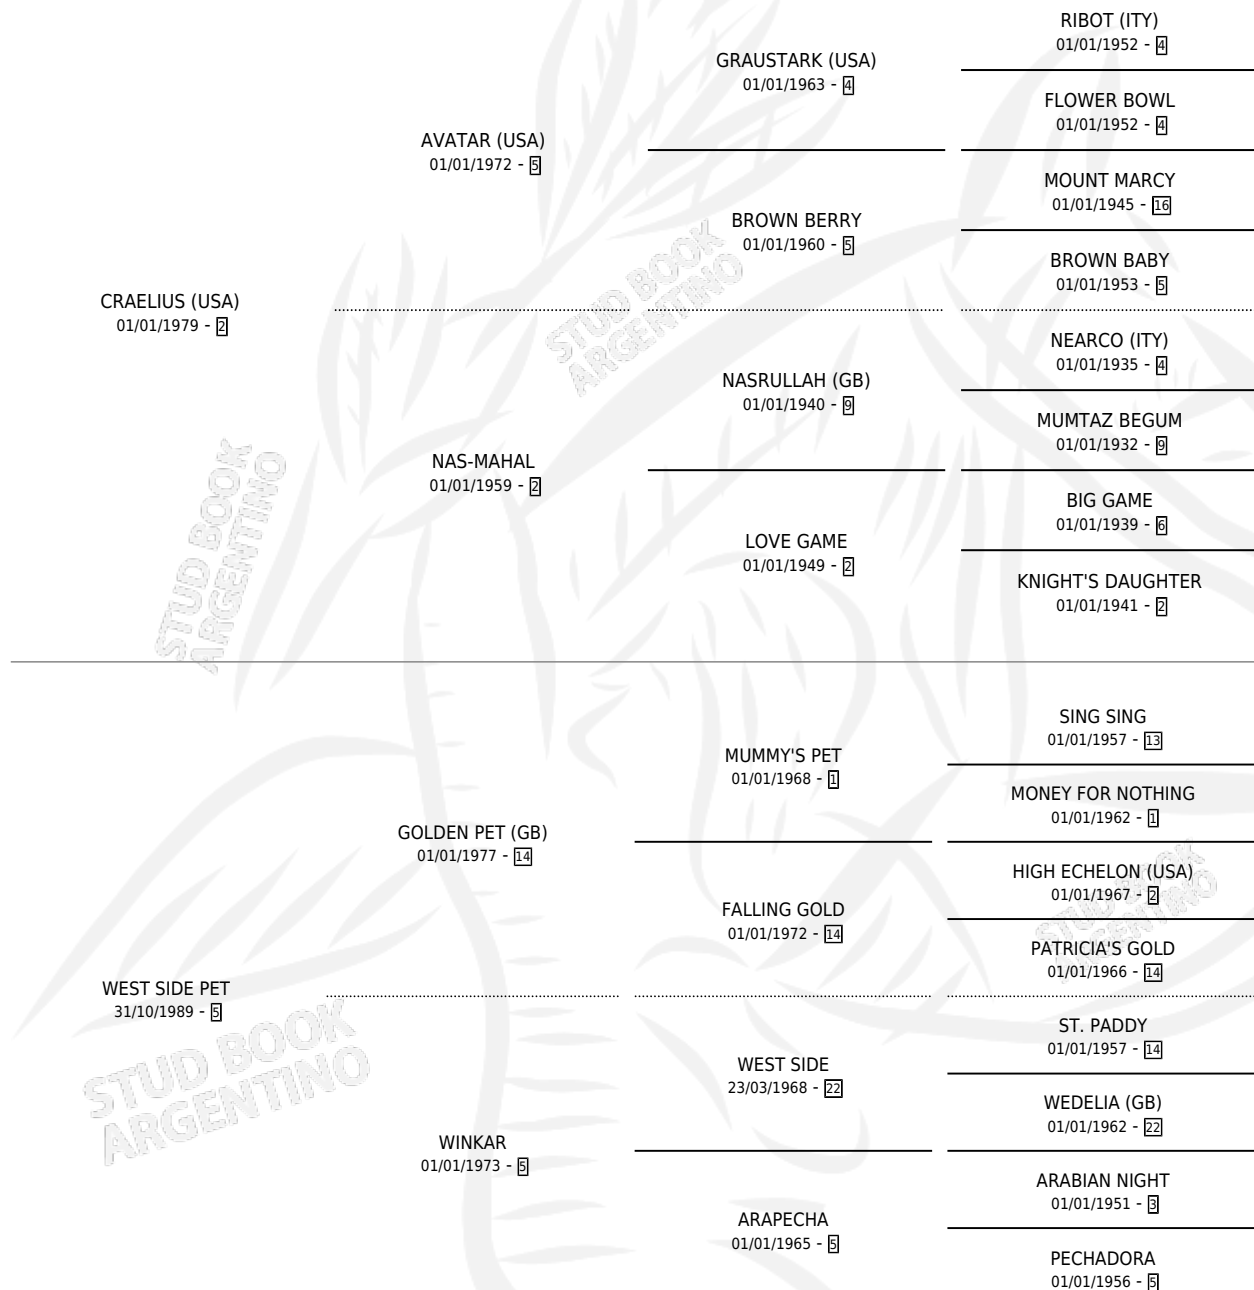 RIBOT (ITY)
01/01/1952 - 4
GRAUSTARK (USA)
01/01/1963 - 4
FLOWER BOWL
01/01/1952 - 4
AVATAR (USA)
01/01/1972 - 5
MOUNT MARCY
01/01/1945 - 16
BROWN BERRY
01/01/1960 - 5
BROWN BABY
01/01/1953 - 5
CRAELIUS (USA)
01/01/1979 - 2
STUD BOOK
ARGENTINO
NEARCO (ITY)
01/01/1935 - 4
NASRULLAH (GB)
01/01/1940 - 9
MUMTAZ BEGUM
01/01/1932 - 9
NAS-MAHAL
01/01/1959 - 2
BIG GAME
01/01/1939 - 6
LOVE GAME
01/01/1949 - 2
KNIGHT'S DAUGHTER
01/01/1941 - 2
STUD BOOK
ARGENTINO
SING SING
01/01/1957 - 13
MUMMY'S PET
01/01/1968 - 1
MONEY FOR NOTHING
01/01/1962 - 1
GOLDEN PET (GB)
01/01/1977 - 14
HIGH ECHELON (USA)
01/01/1967 - 2
STUD BOOK
ARGENTINO
FALLING GOLD
01/01/1972 - 14
PATRICIA'S GOLD
01/01/1966 - 14
WEST SIDE PET
31/10/1989 - 5
STUD BOOK
ARGENTINO
ST. PADDY
01/01/1957 - 14
WEST SIDE
23/03/1968 - 22
WEDELIA (GB)
01/01/1962 - 22
WINKAR
01/01/1973 - 5
ARABIAN NIGHT
01/01/1951 - 3
ARAPECHA
01/01/1965 - 5
PECHADORA
01/01/1956 - 5